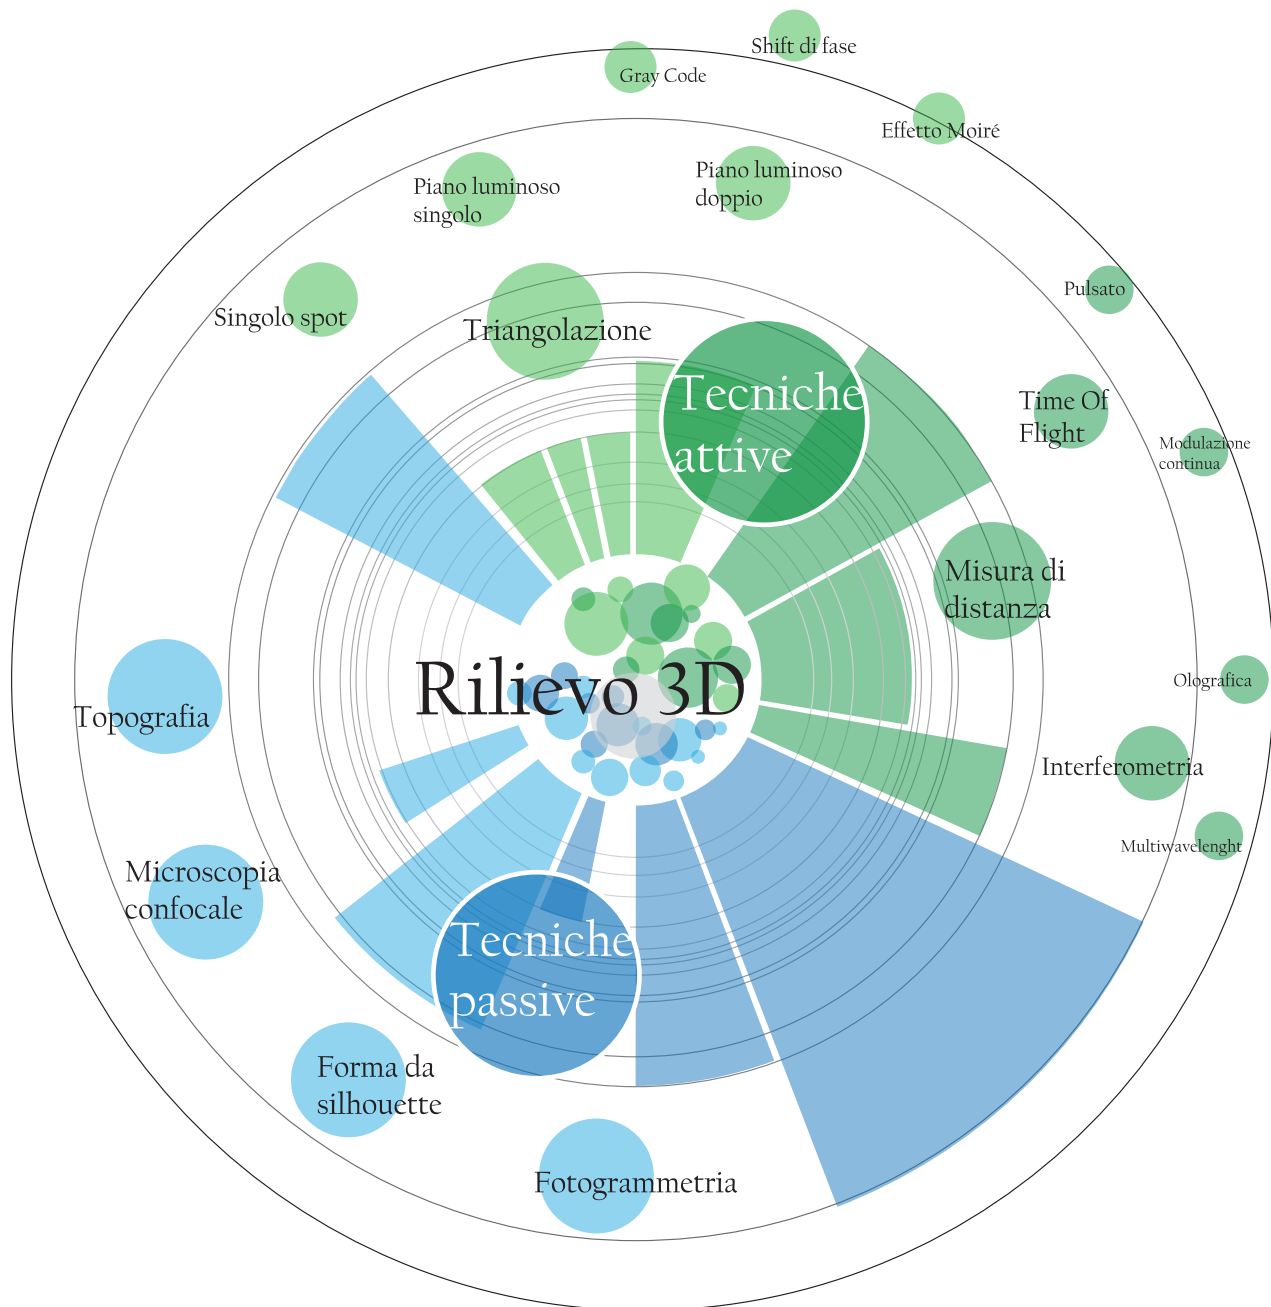 Shift di fase
Gray Code
Effetto Moiré
Piano luminoso
doppio
Piano luminoso
singolo
Pulsato
Singolo spot
Triangolazione
Tecniche
attive
Time Of
Flight
Modulazione
continua
Misura di
distanza
Rilievo 3D
Olografica
Topografia
Interferometria
Multiwavelenght
Microscopia
confocale
Tecniche
passive
Forma da
silhouette
Fotogrammetria